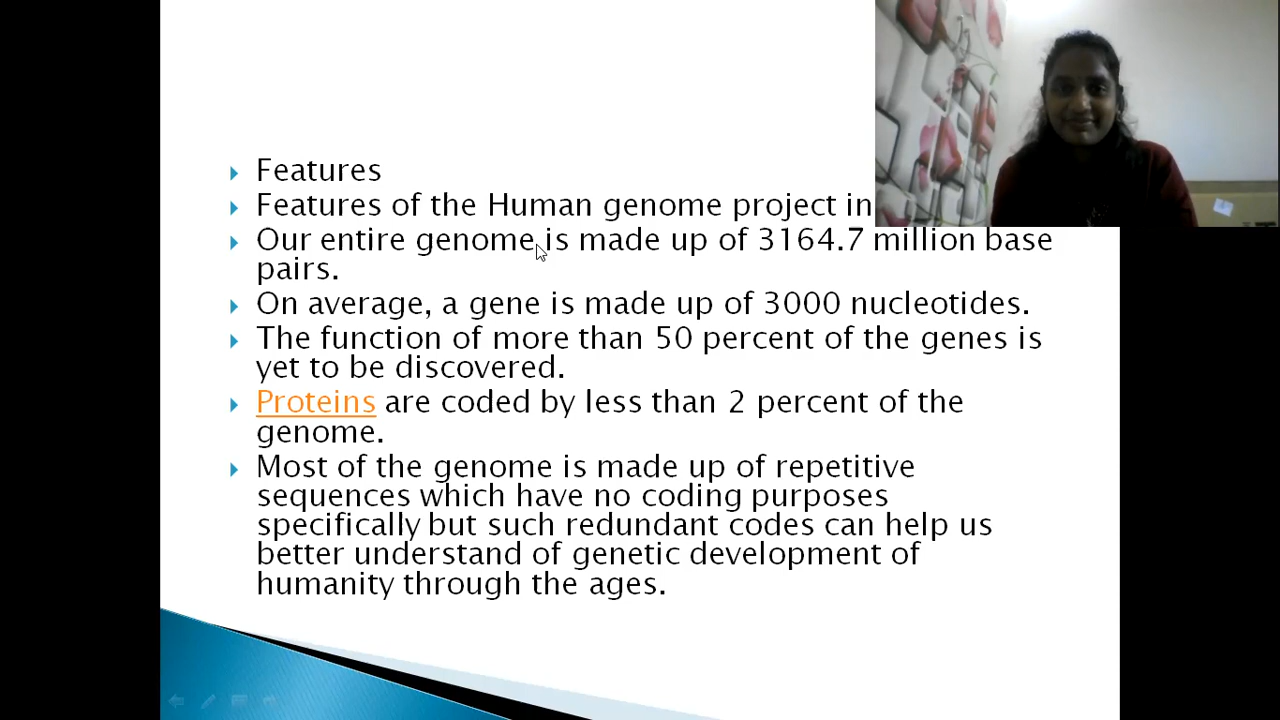 Features
Features of the Human genome project in
Our entire genome is made up of 3164.7 million base
pairs.
On average, a gene is made up of 3000 nucleotides.
The function of more than 50 percent of the genes is
yet to be discovered.
Proteins are coded by less than 2 percent of the
genome.
Most of the genome is made up of repetitive
sequences which have no coding purposes
specifically but such redundant codes can help us
better understand of genetic development of
humanity through the ages.